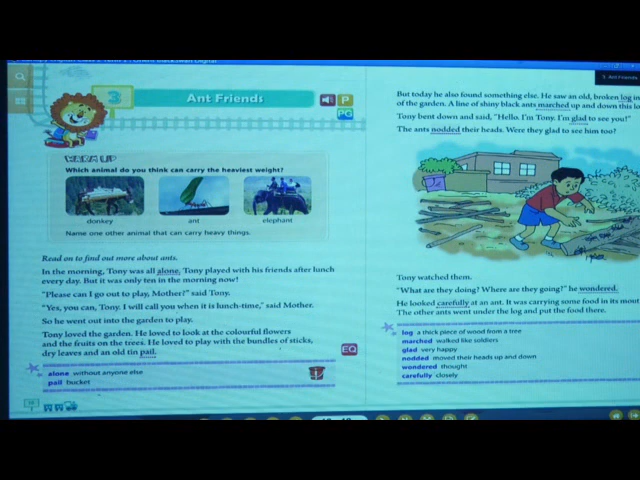 3 Ant Friends
P
PG
WARM UP
Which animal do you think can carry the heaviest weight?
donkey ant elephant
Name one other animal that can carry heavy things.
Read on to find out more about ants.
In the morning, Tony was all alone. Tony played with his friends after lunch
every day. But it was only ten in the morning now!
"Please can I go out to play, Mother?" said Tony.
"Yes, you can, Tony. I will call you when it is lunch-time," said Mother.
So he went out into the garden to play.
Tony loved the garden. He loved to look at the colourful flowers
and the fruits on the trees. He loved to play with the bundles of sticks,
dry leaves and an old tin pail.
EQ
alone without anyone else
pail bucket
Ant Friends
But today he also found something else. He saw an old, broken log in
of the garden. A line of shiny black ants marched up and down this lo
Tony bent down and said, "Hello. I'm Tony. I'm glad to see you!"
The ants nodded their heads. Were they glad to see him too?
Tony watched them.
"What are they doing? Where are they going?" he wondered.
He looked carefully at an ant. It was carrying some food in its mout
The other ants went under the log and put the food there.
log a thick piece of wood from a tree
marched walked like soldiers
glad very happy
nodded moved their heads up and down
wondered thought
carefully closely